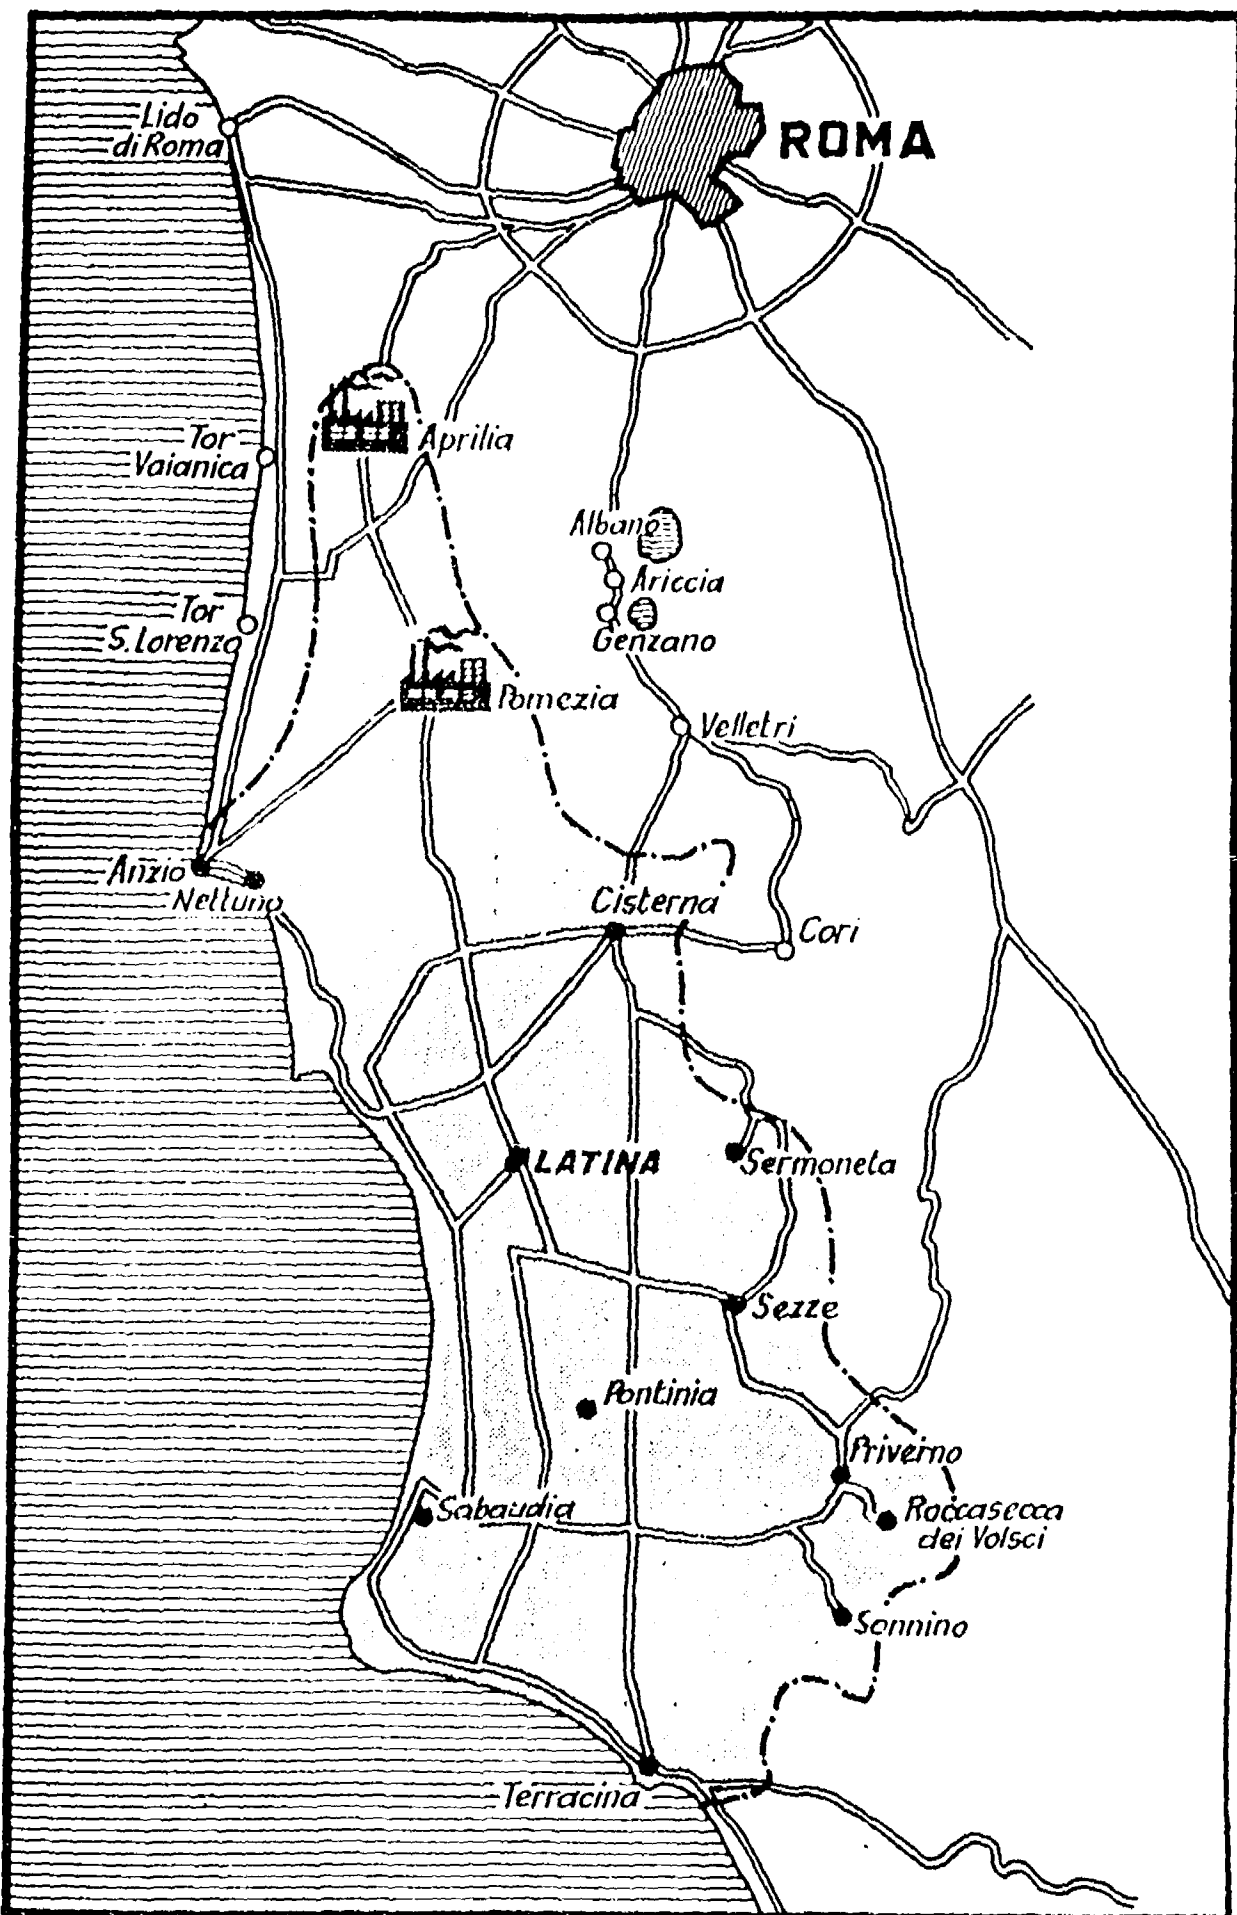 Lido
di Roma
ROMA
Tor
Vaianica
Aprilia
Albano
Ariccia
Genzano
Tor
S. Lorenzo
Pomezia
Velletri
Anzio
Nettuno
Cisterna
Cori
LATINA
Sermoneta
Sezze
Pontinia
Priverno
Sabaudia
Roccasecca
dei Volsci
Sonnino
Terracina